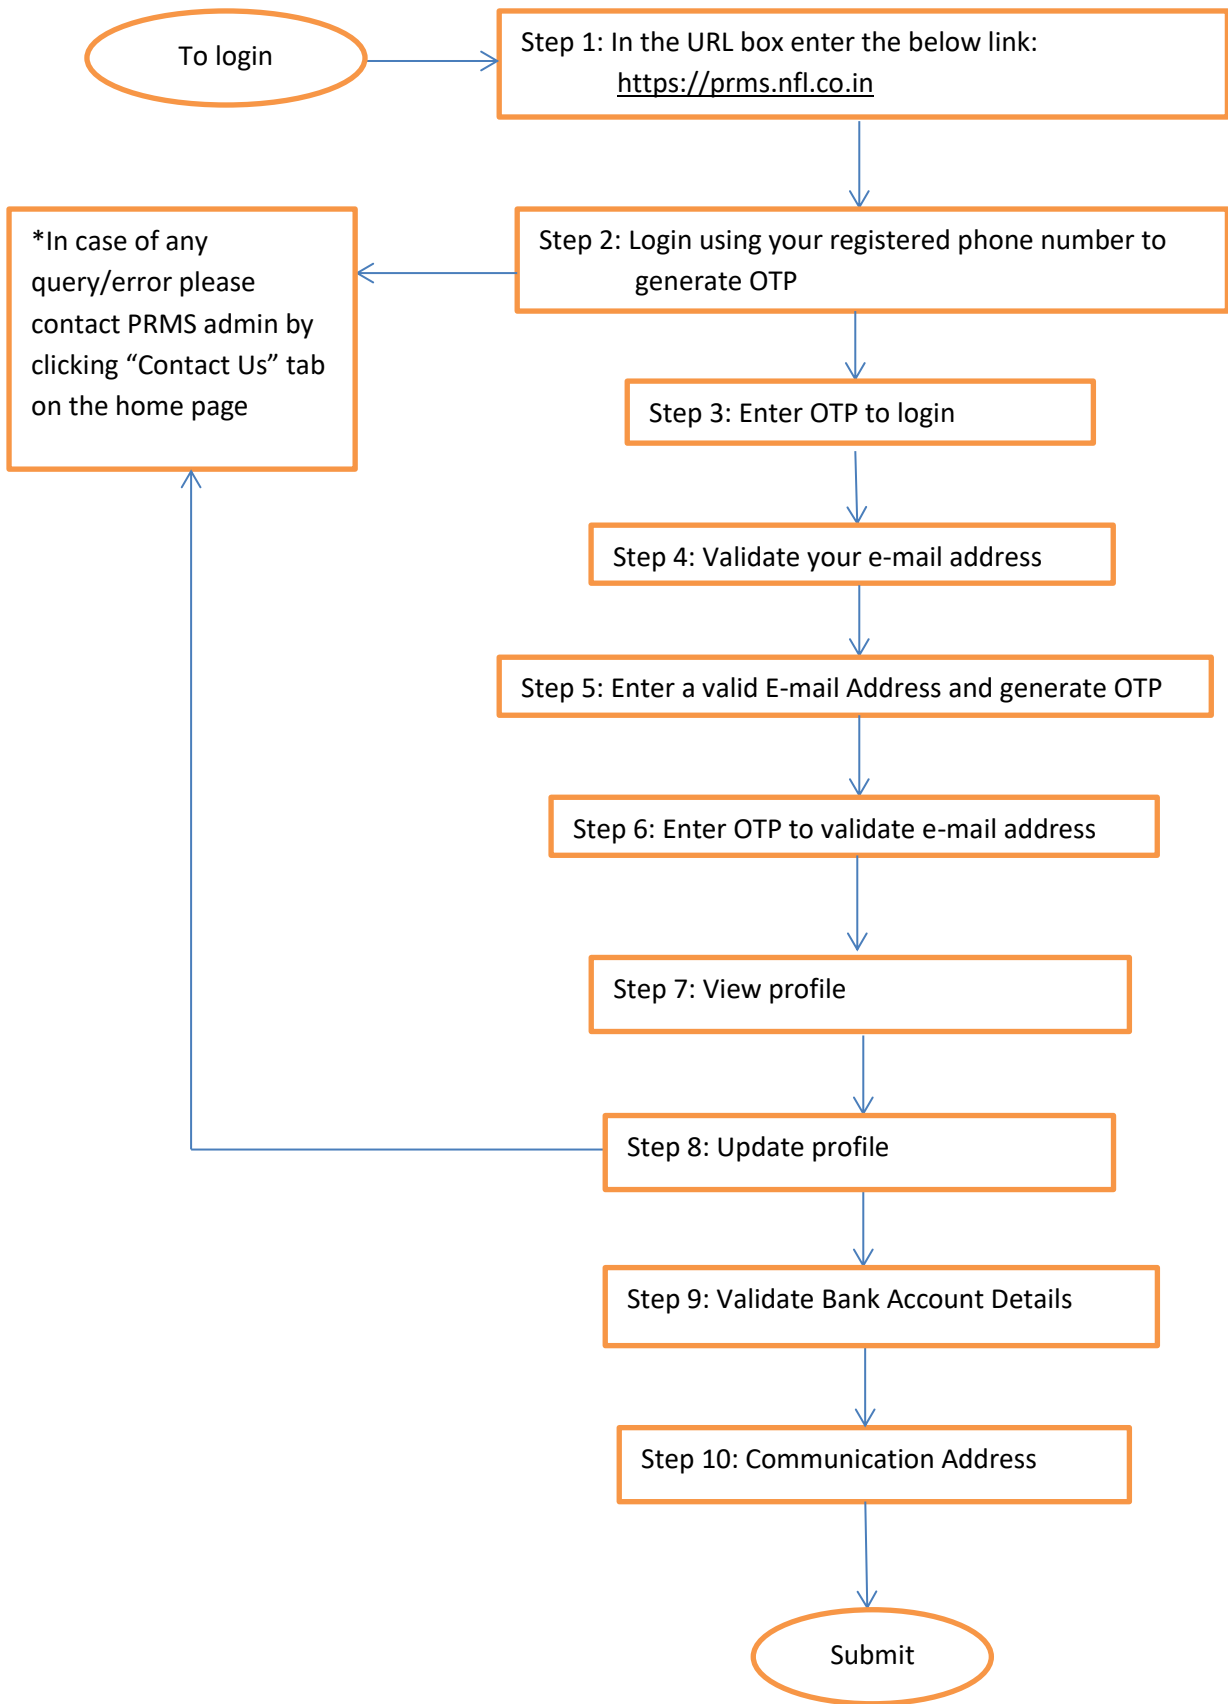 To login
Step 1: In the URL box enter the below link:
https://prms.nfl.co.in
*In case of any
query/error please
contact PRMS admin by
clicking “Contact Us” tab
on the home page
Step 2: Login using your registered phone number to
generate OTP
Step 3: Enter OTP to login
Step 4: Validate your e-mail address
Step 5: Enter a valid E-mail Address and generate OTP
Step 6: Enter OTP to validate e-mail address
Step 7: View profile
Step 8: Update profile
Step 9: Validate Bank Account Details
Step 10: Communication Address
Submit